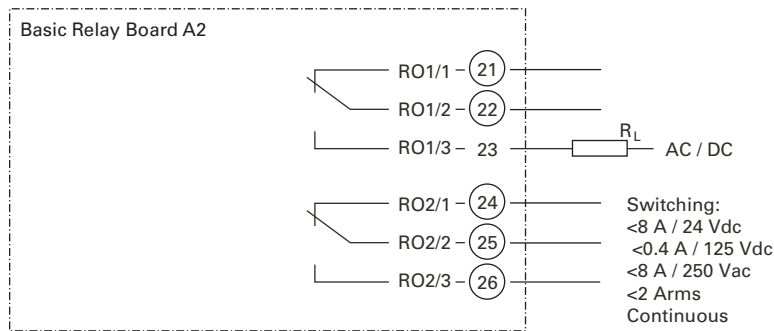 Basic Relay Board A2
RO1/1 - 21
RO1/2 - 22
RO1/3 - 23
RL
AC / DC
RO2/1 - 24
RO2/2 - 25
RO2/3 - 26
Switching:
<8 A / 24 Vdc
<0.4 A / 125 Vdc
<8 A / 250 Vac
<2 Arms
Continuous